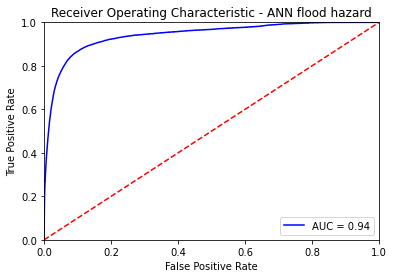 Receiver Operating Characteristic - ANN flood hazard
1.0
0.8
0.6
0.4
0.2
0.0
True Positive Rate
AUC = 0.94
0.0 0.2 0.4 0.6 0.8 1.0
False Positive Rate